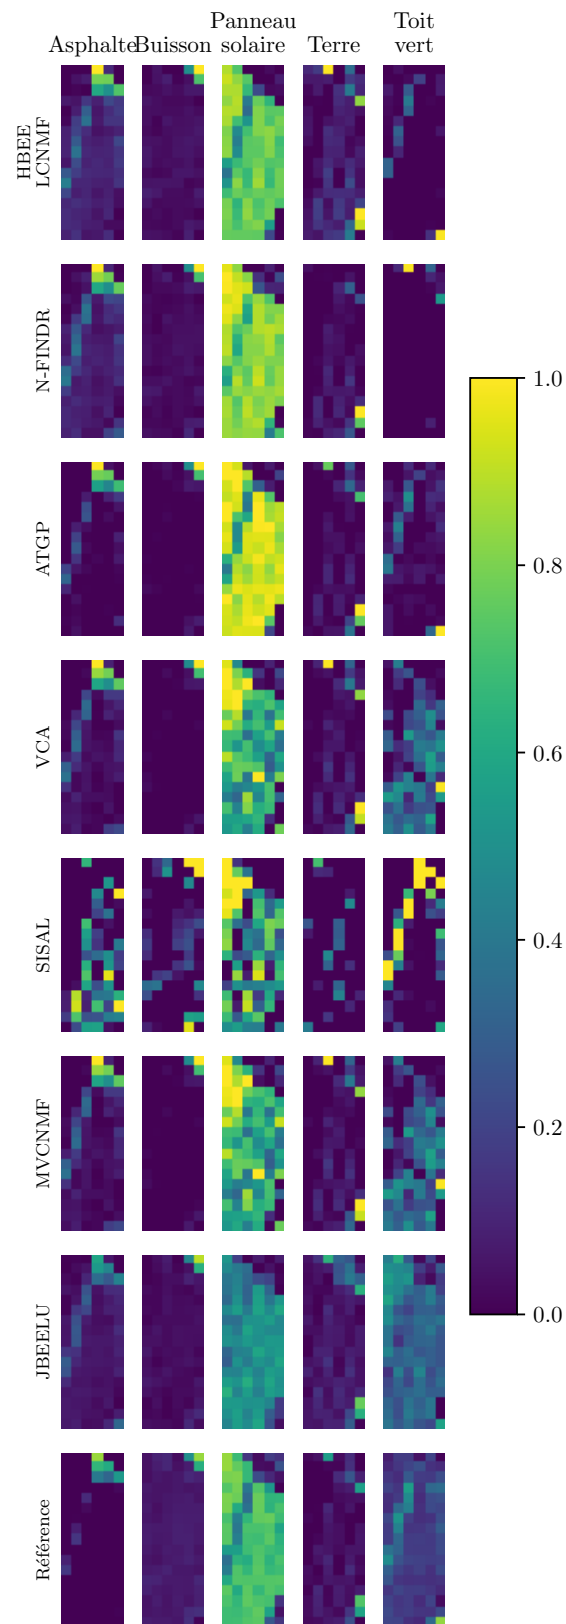 Panneau
Toit
Asphalte Buisson solaire Terre vert
HBEE
LCNMF
N-FINDR
1.0
ATGP
0.8
VCA
0.6
SISAL
0.4
0.2
MVCNMF
0.0
JBEELU
Référence